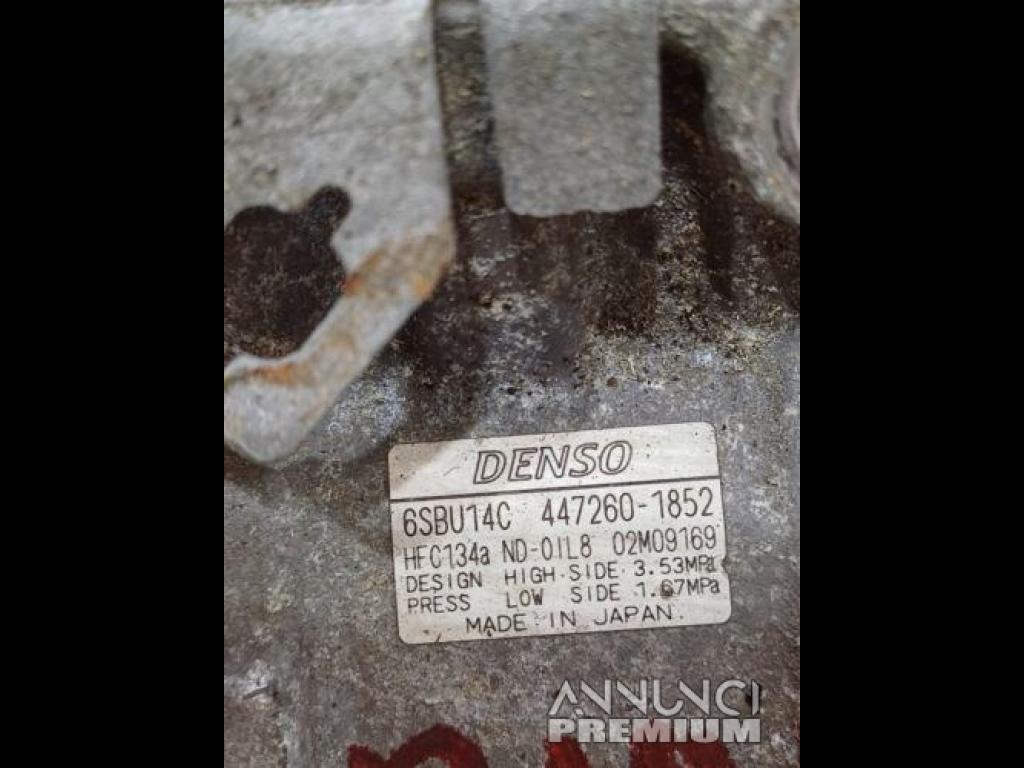 DENSO
6SBU14C 447260-1852
HFC134a ND-OIL8 02M09169
DESIGN HIGH SIDE 3.53MPa
PRESS LOW SIDE 1.67MPa
MADE IN JAPAN
ANNUNCI
PREMIUM